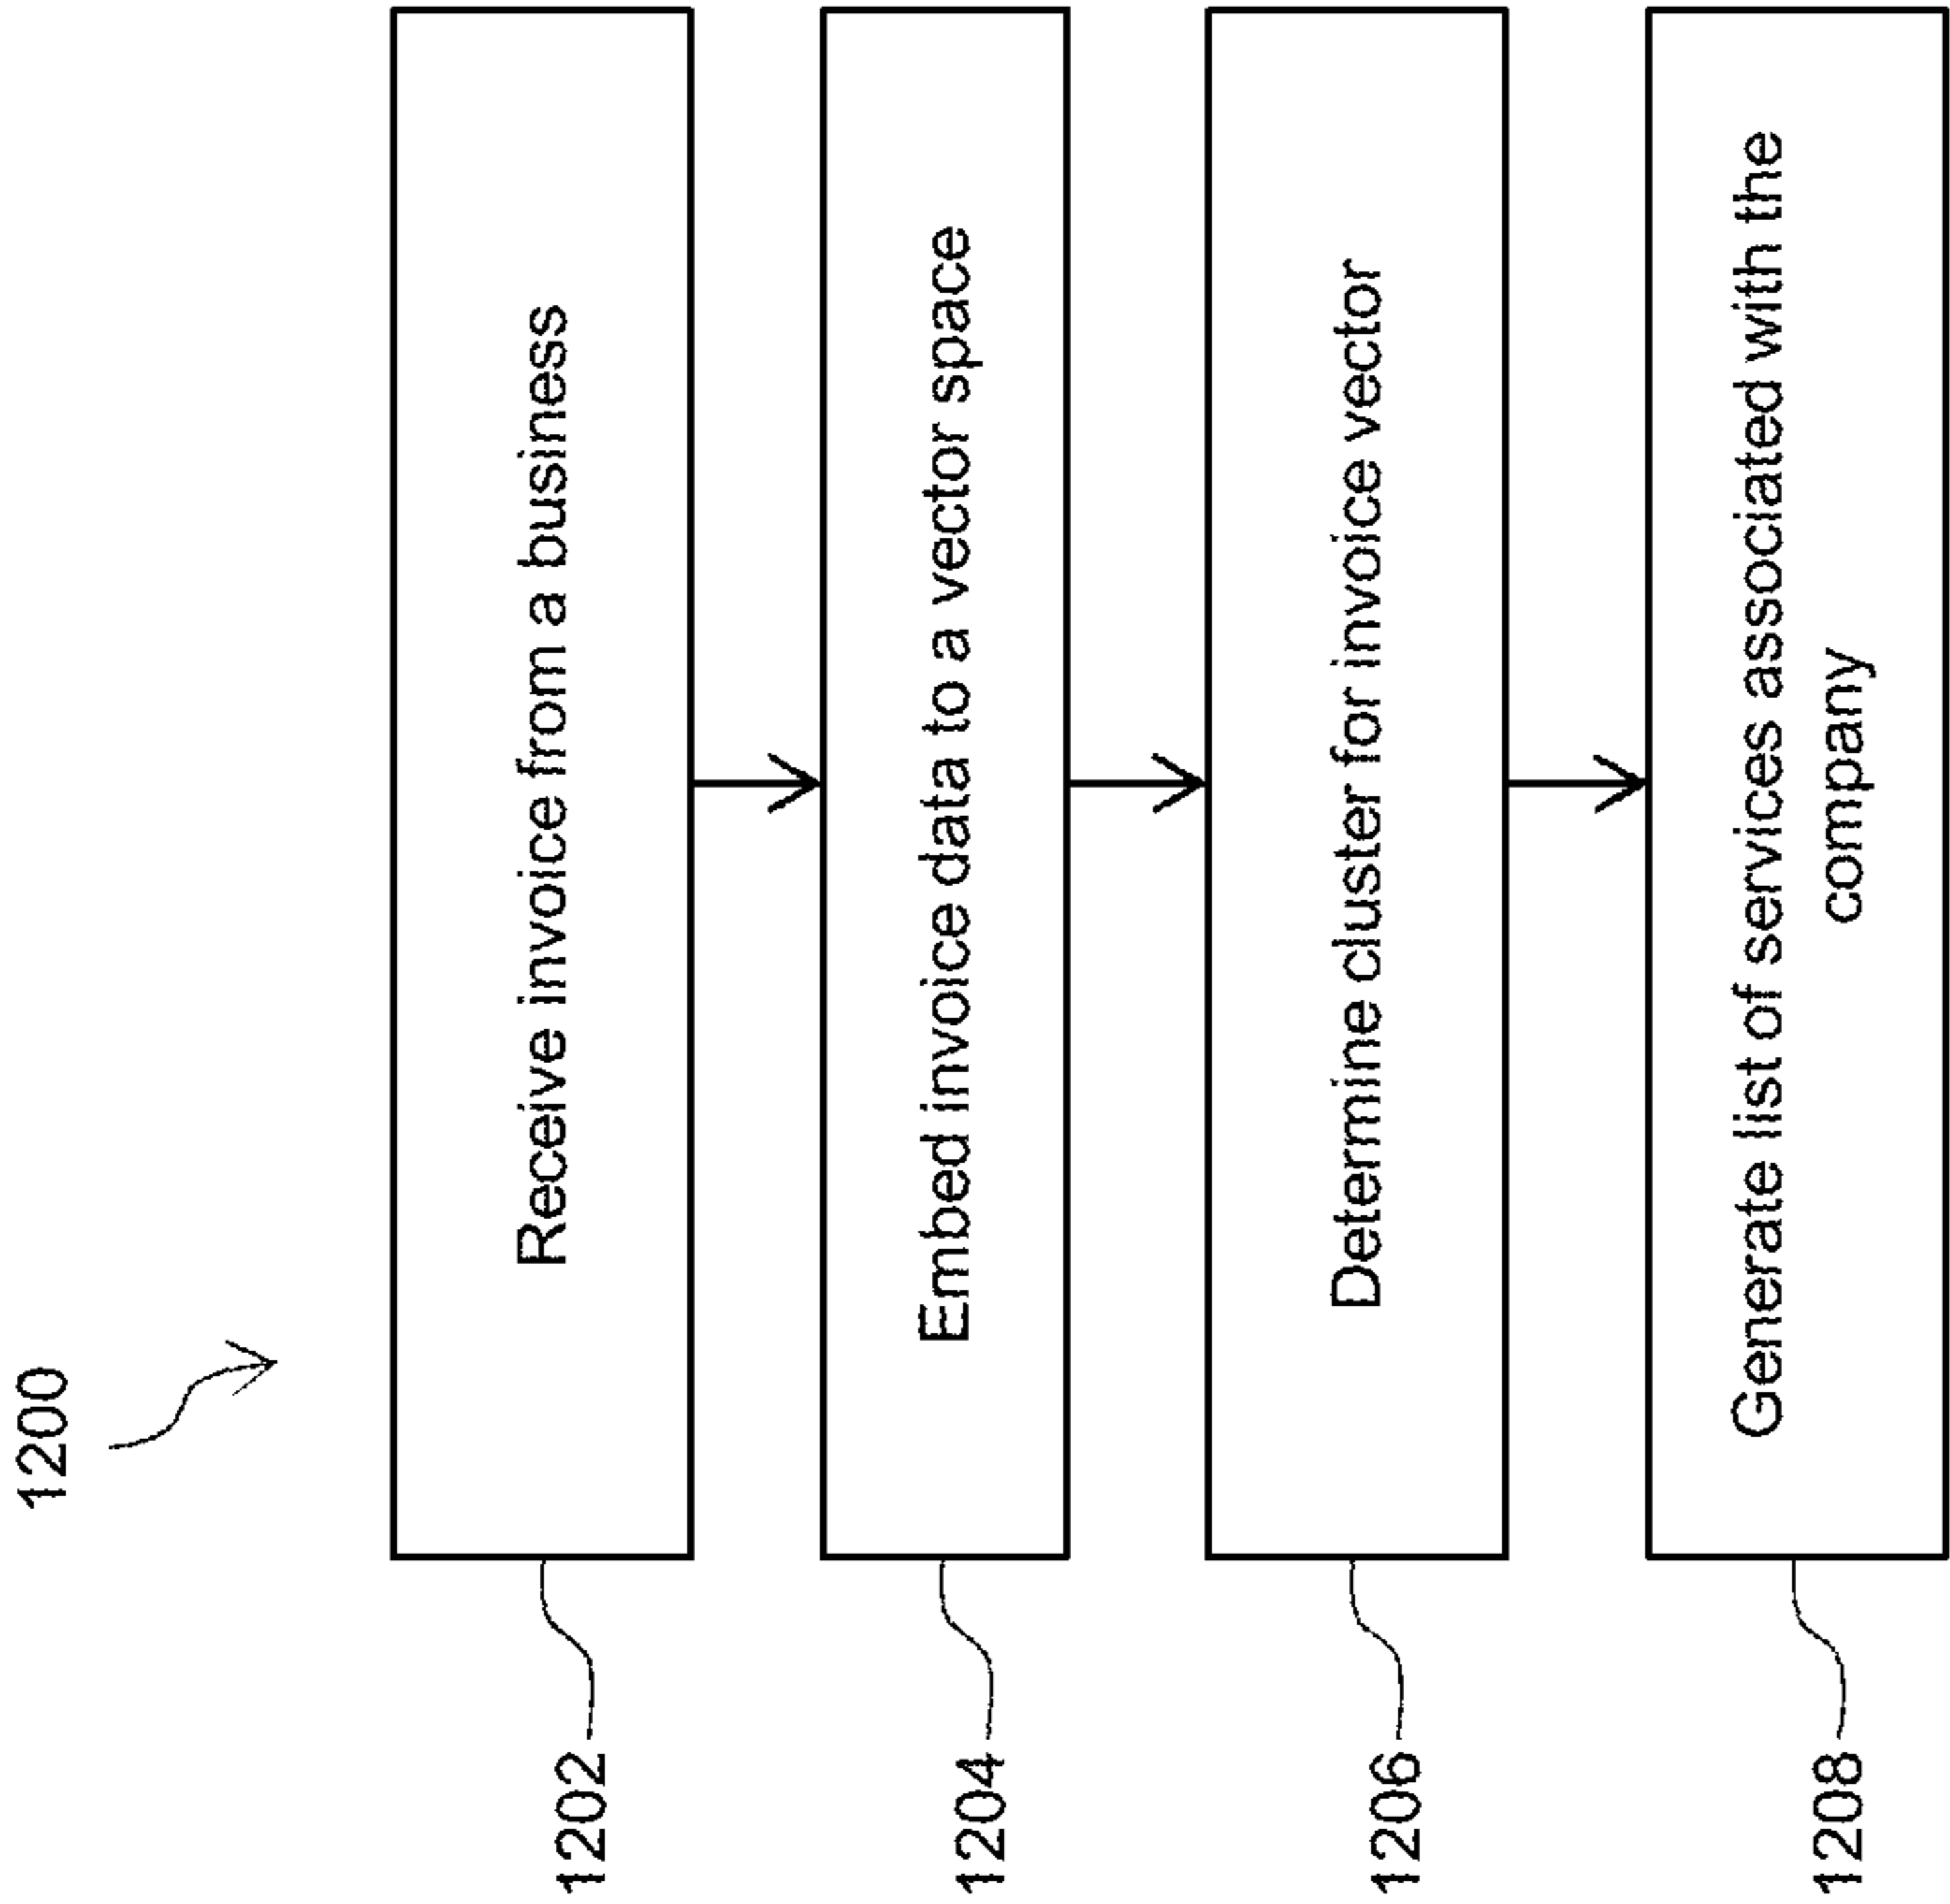 1200
1202
Receive invoice from a business
1204
Embed invoice data to a vector space
1206
Determine cluster for invoice vector
1208
Generate list of services associated with the
company